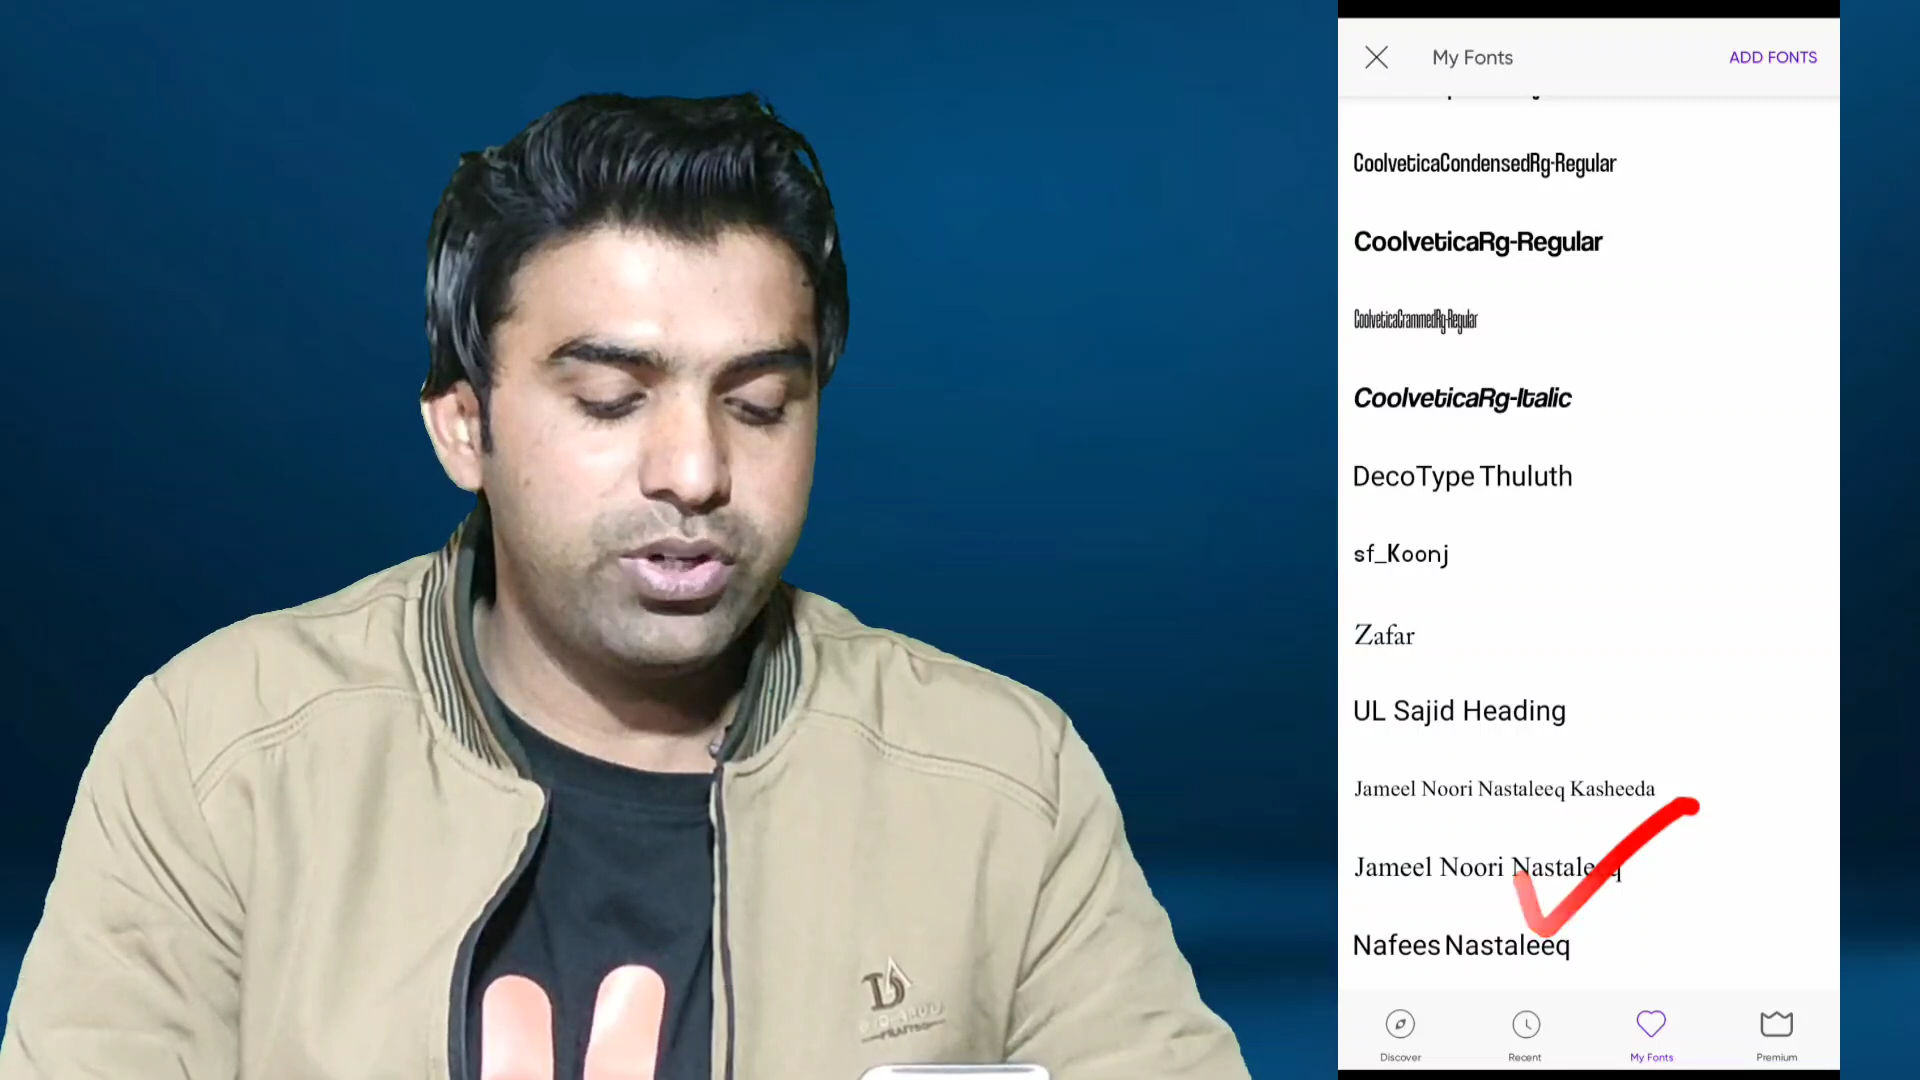 My Fonts
ADD FONTS
CoolveticaCondensedRg-Regular
CoolveticaRg-Regular
CoolveticaCrammedRg-Regular
CoolveticaRg-Italic
DecoType Thuluth
sf_Koonj
Zafar
UL Sajid Heading
Jameel Noori Nastaleeq Kasheeda
Jameel Noori Nastaleeq
Nafees Nastaleeq
Discover
Recent
My Fonts
Premium